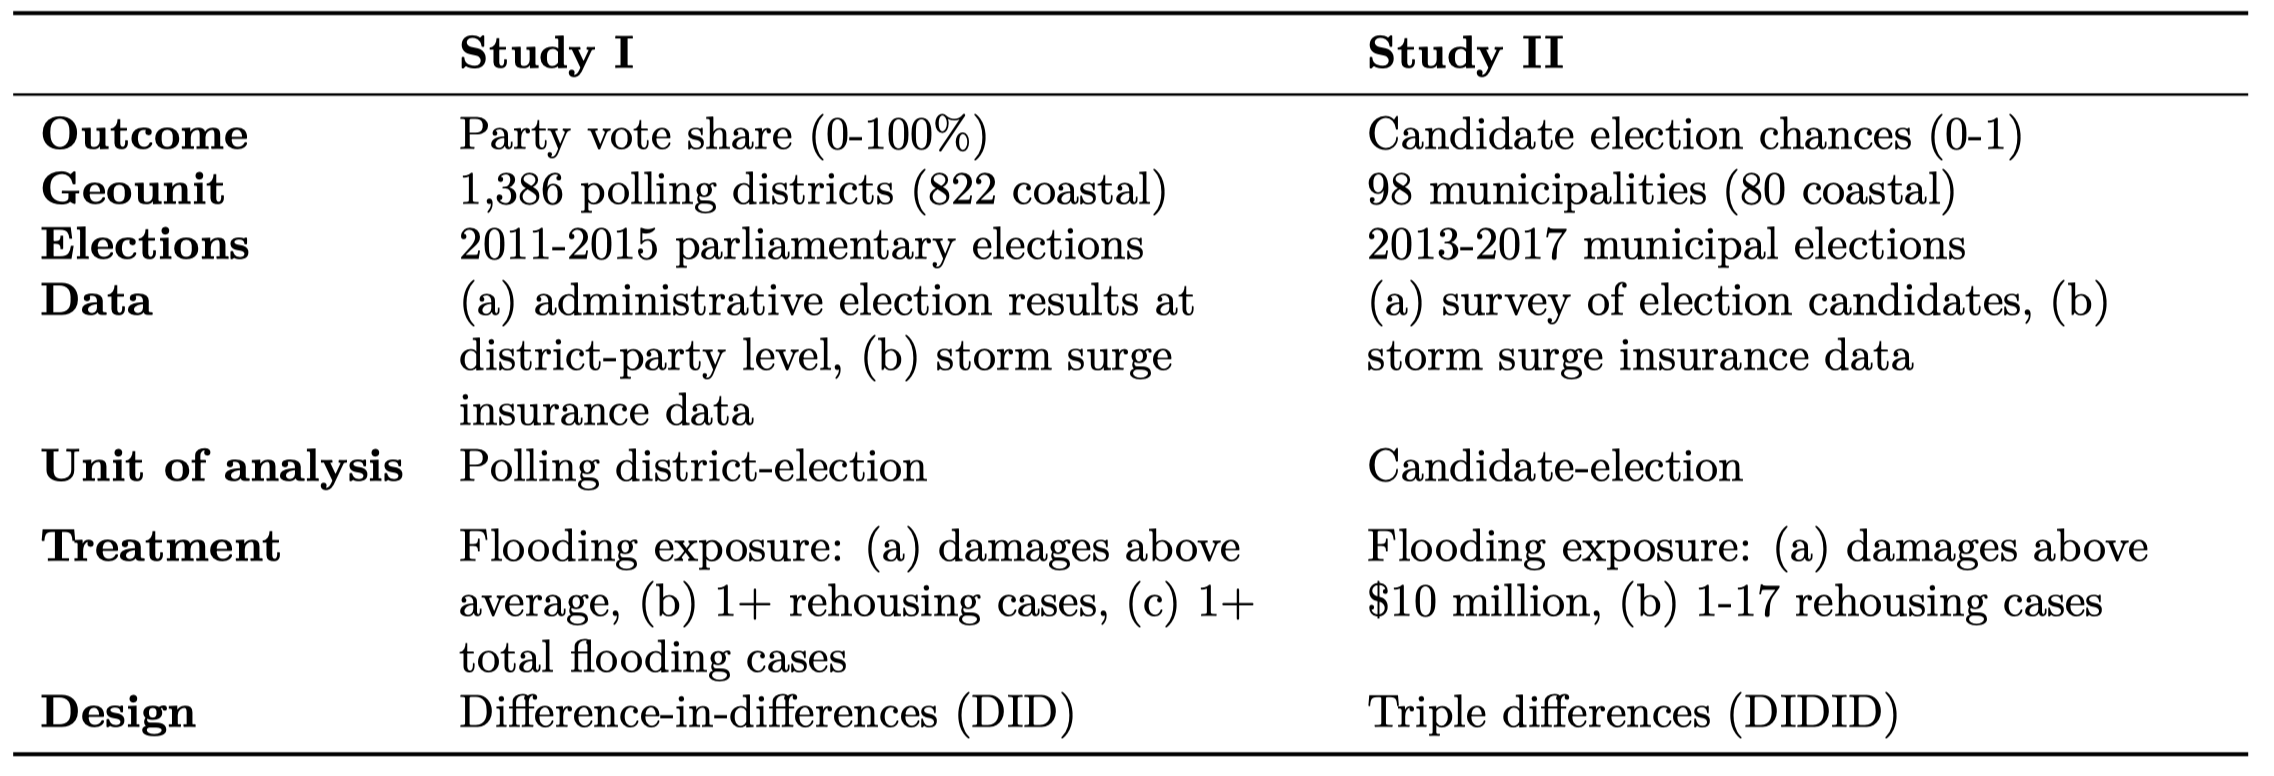 Study I Study II
Outcome Party vote share (0-100%) Candidate election chances (0-1)
Geounit 1,386 polling districts (822 coastal) 98 municipalities (80 coastal)
Elections 2011-2015 parliamentary elections 2013-2017 municipal elections
Data (a) administrative election results at (a) survey of election candidates, (b)
district-party level, (b) storm surge storm surge insurance data
insurance data
Unit of analysis Polling district-election Candidate-election
Treatment Flooding exposure: (a) damages above Flooding exposure: (a) damages above
average, (b) 1+ rehousing cases, (c) 1+ $10 million, (b) 1-17 rehousing cases
total flooding cases
Design Difference-in-differences (DID) Triple differences (DIDID)